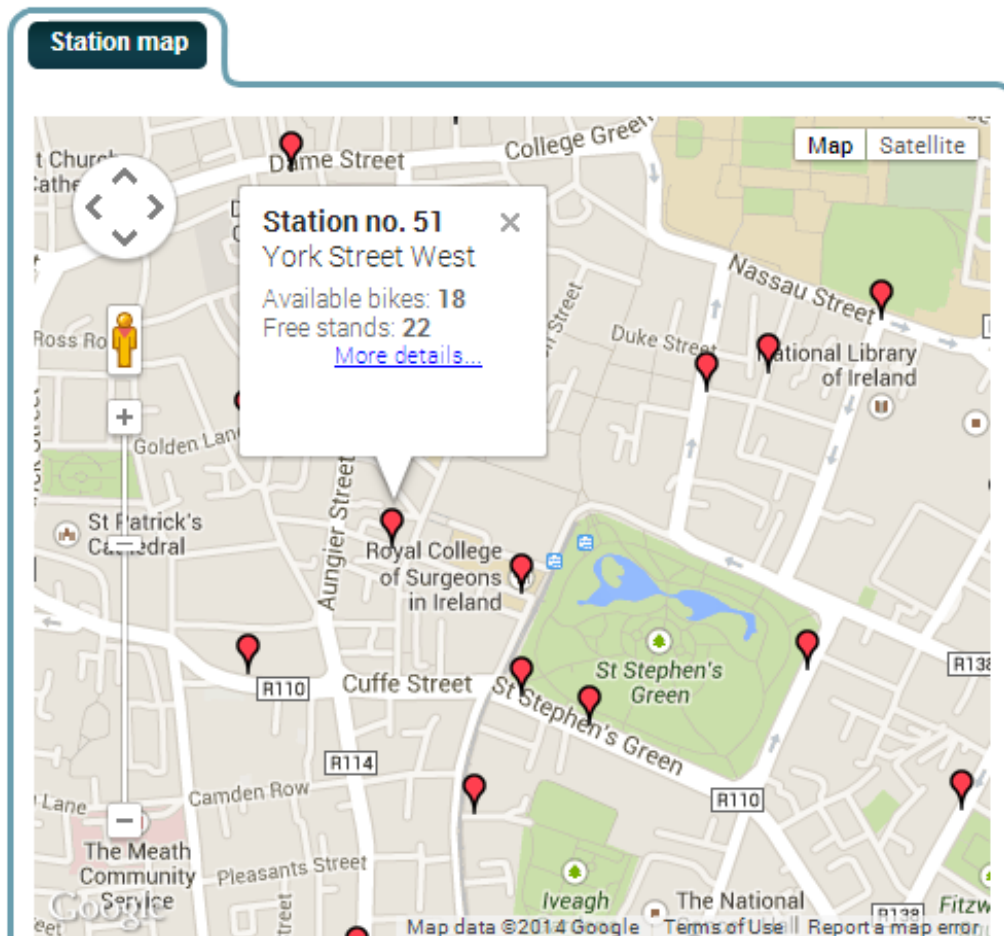 Station map
Map
Satellite
College Green
Dame Street
t Church
Cathe
Station no. 51
York Street West
Available bikes: 18
Free stands: 22
More details...
Nassau Street
Duke Street
National Library
of Ireland
Ross Ro
Golden Lane
St Patrick's
Cathedral
Aungier Street
Royal College
of Surgeons
in Ireland
St Stephen's
Green
R138
R110
Cuffe Street
St Stephen's Green
R114
Camden Row
Lane
R110
The Meath
Community
Service
Pleasants Street
Iveagh
The National
R138
Fitzw
Google
Map data ©2014 Google
Terms of Use
Report a map error